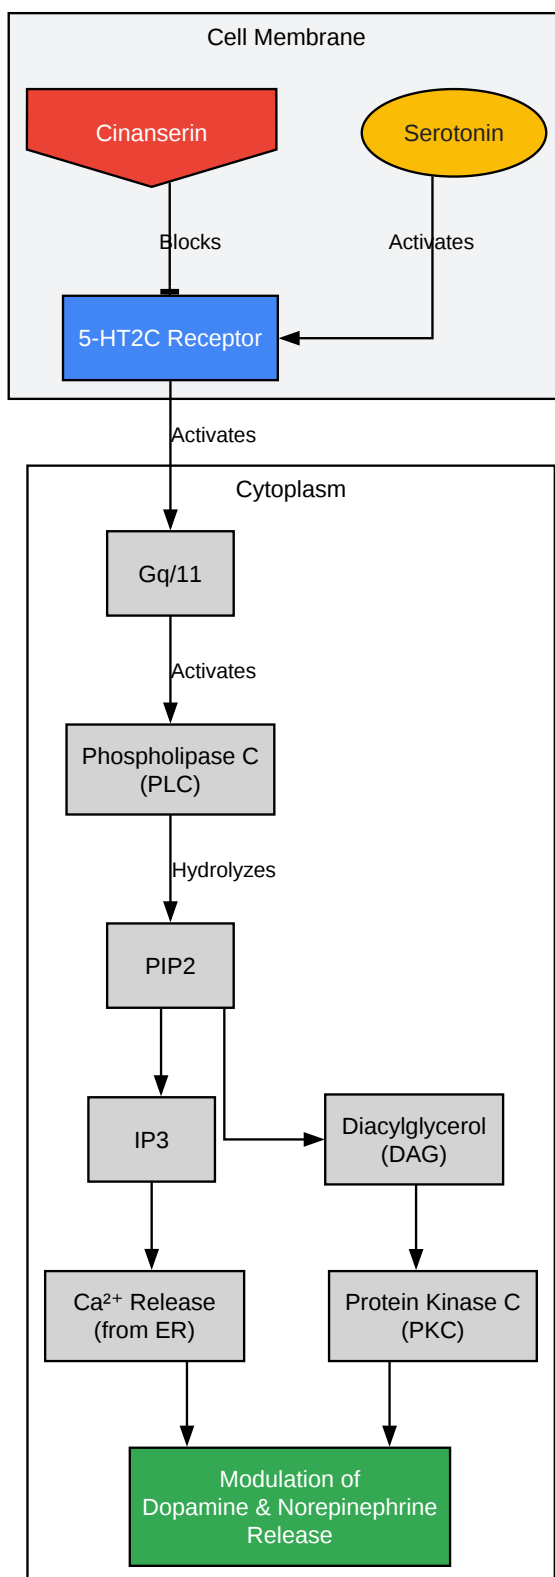 Cell Membrane
Cinanserin
Serotonin
Blocks
Activates
5-HT2C Receptor
Activates
Cytoplasm
Gq/11
Activates
Phospholipase C
(PLC)
Hydrolyzes
PIP2
IP3
Diacylglycerol
(DAG)
Ca²⁺ Release
(from ER)
Protein Kinase C
(PKC)
Modulation of
Dopamine & Norepinephrine
Release